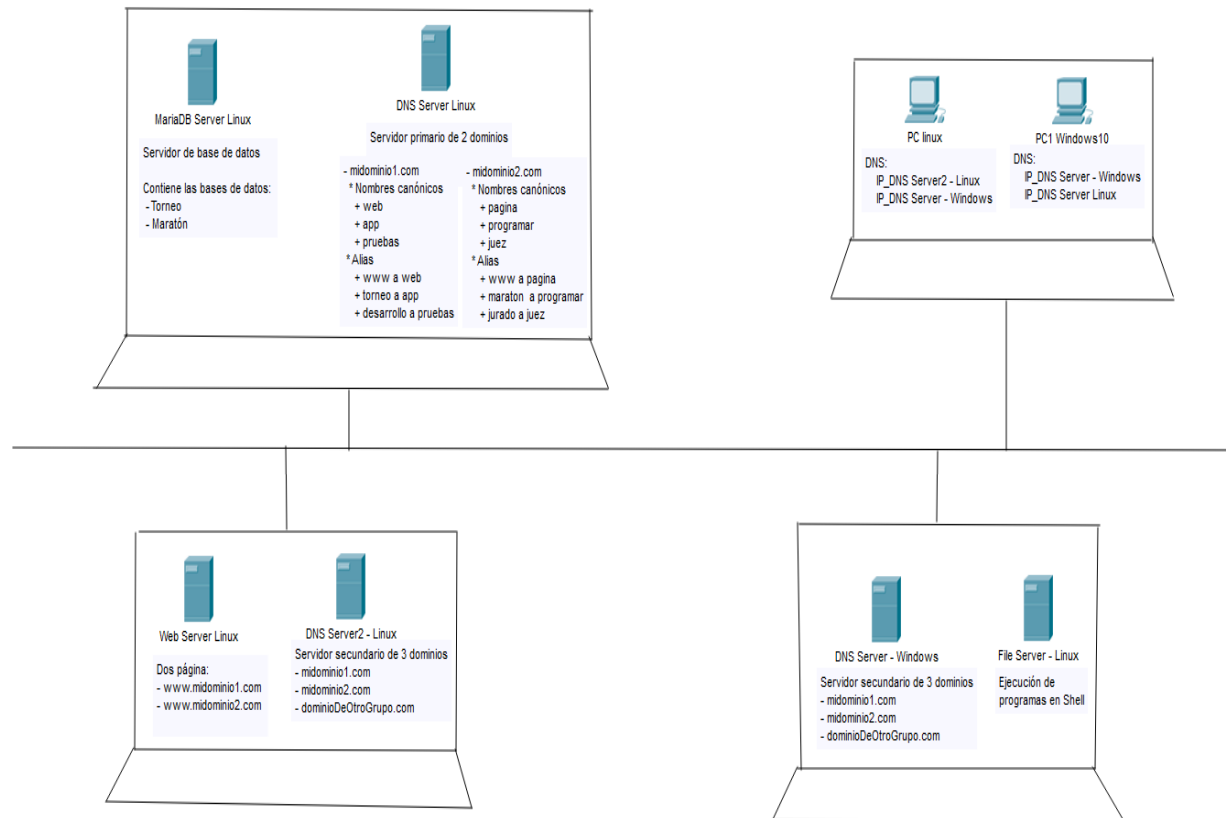 MariaDB Server Linux
Servidor de base de datos
Contiene las bases de datos:
- Torneo
- Maratón
DNS Server Linux
Servidor primario de 2 dominios
- midominio1.com
* Nombres canónicos
+ web
+ app
+ pruebas
* Alias
+ www a web
+ torneo a app
+ desarrollo a pruebas
- midominio2.com
* Nombres canónicos
+ pagina
+ programar
+ juez
* Alias
+ www a pagina
+ maraton a programar
+ jurado a juez
PC linux
DNS:
IP_DNS Server2 - Linux
IP_DNS Server - Windows
PC1 Windows10
DNS:
IP_DNS Server - Windows
IP_DNS Server Linux
Web Server Linux
Dos página:
- www.midominio1.com
- www.midominio2.com
DNS Server2 - Linux
Servidor secundario de 3 dominios
- midominio1.com
- midominio2.com
- dominioDeOtroGrupo.com
DNS Server - Windows
Servidor secundario de 3 dominios
- midominio1.com
- midominio2.com
- dominioDeOtroGrupo.com
File Server - Linux
Ejecución de
programas en Shell